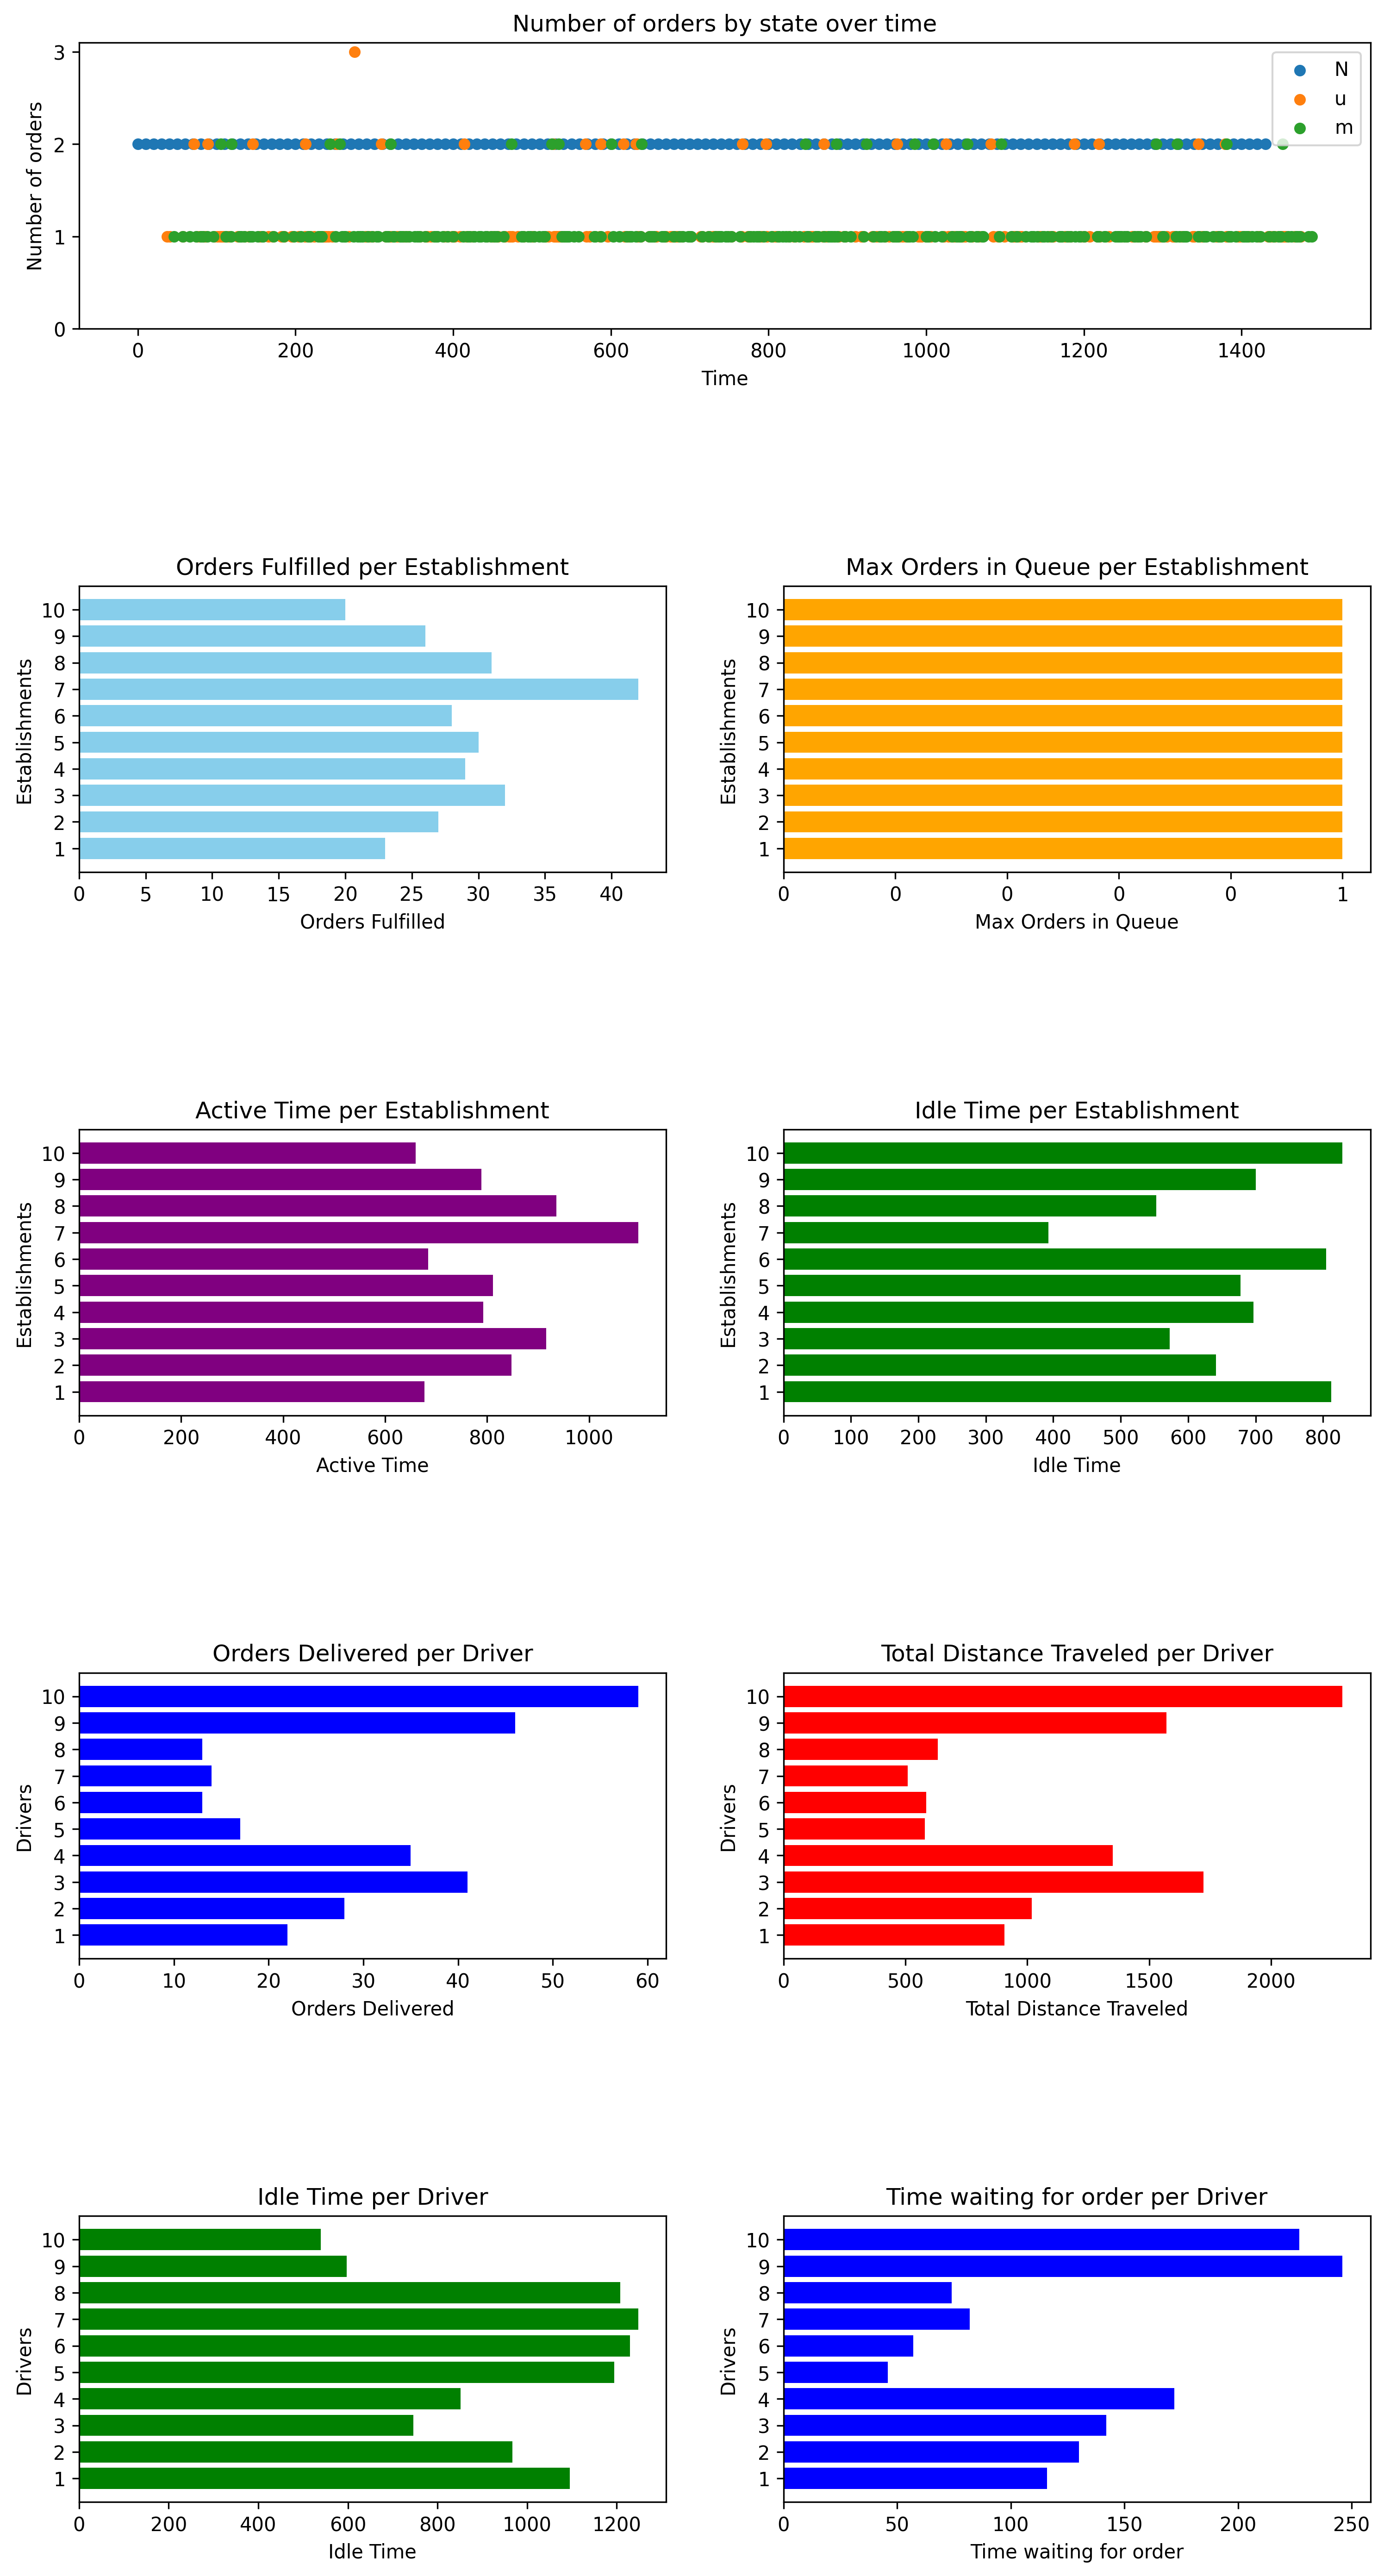 Number of orders by state over time
3
2
1
0
Number of orders
N
u
m
0 200 400 600 800 1000 1200 1400
Time
Orders Fulfilled per Establishment
10
9
8
7
6
5
4
3
2
1
Establishments
0 5 10 15 20 25 30 35 40
Orders Fulfilled
Max Orders in Queue per Establishment
10
9
8
7
6
5
4
3
2
1
Establishments
0 0 0 0 0 1
Max Orders in Queue
Active Time per Establishment
10
9
8
7
6
5
4
3
2
1
Establishments
0 200 400 600 800 1000
Active Time
Idle Time per Establishment
10
9
8
7
6
5
4
3
2
1
Establishments
0 100 200 300 400 500 600 700 800
Idle Time
Orders Delivered per Driver
10
9
8
7
6
5
4
3
2
1
Drivers
0 10 20 30 40 50 60
Orders Delivered
Total Distance Traveled per Driver
10
9
8
7
6
5
4
3
2
1
Drivers
0 500 1000 1500 2000
Total Distance Traveled
Idle Time per Driver
10
9
8
7
6
5
4
3
2
1
Drivers
0 200 400 600 800 1000 1200
Idle Time
Time waiting for order per Driver
10
9
8
7
6
5
4
3
2
1
Drivers
0 50 100 150 200 250
Time waiting for order